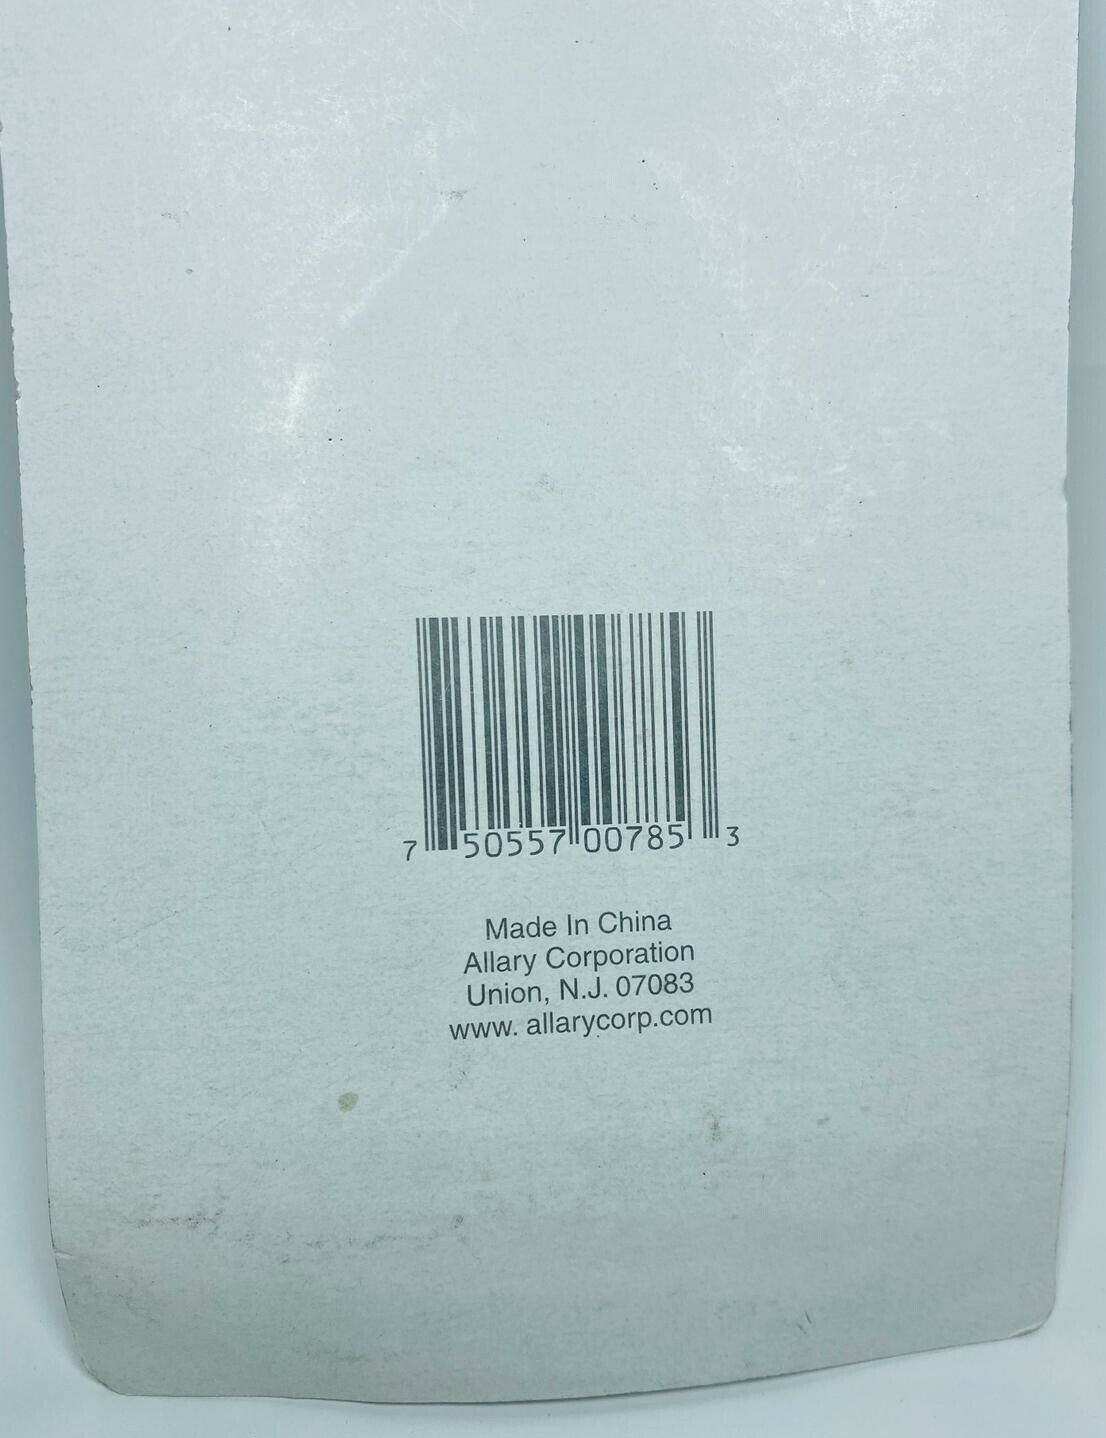 7 50557 00785 3
Made In China
Allary Corporation
Union, N.J. 07083
www. allarycorp.com